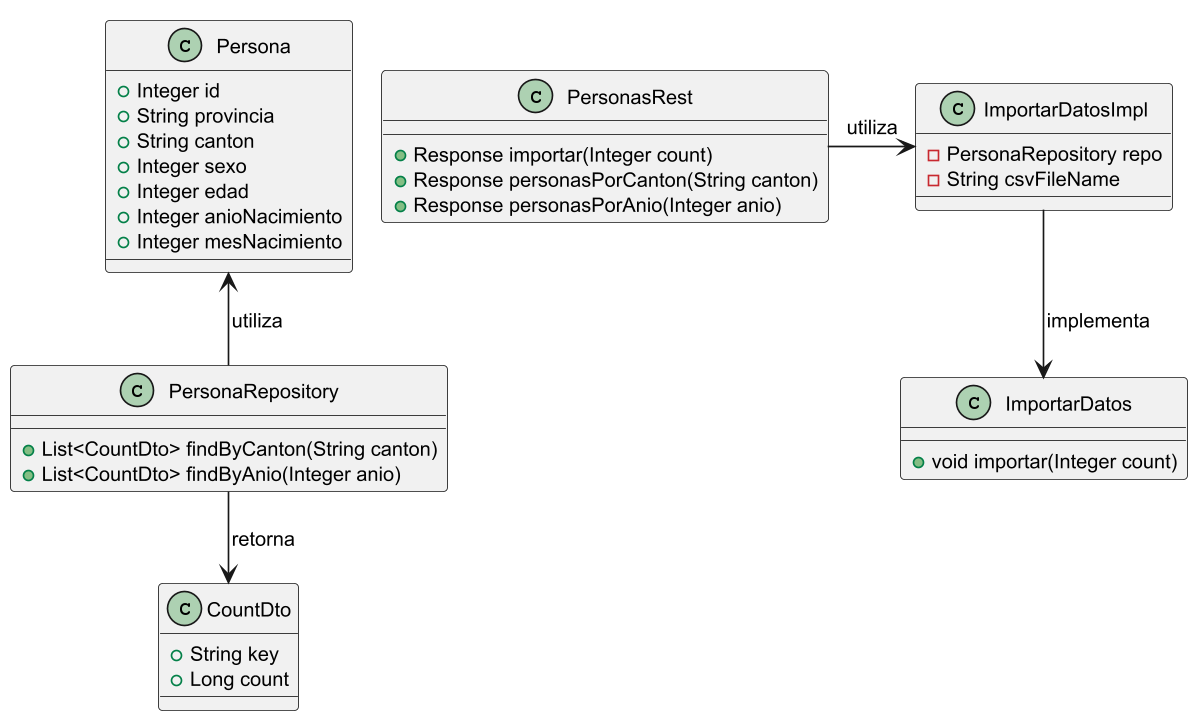 C Persona
Integer id
String provincia
String canton
Integer sexo
Integer edad
Integer anioNacimiento
Integer mesNacimiento
C PersonasRest
Response importar(Integer count)
Response personasPorCanton(String canton)
Response personasPorAnio(Integer anio)
utiliza
C ImportarDatosImpl
PersonaRepository repo
String csvFileName
utiliza
implementa
C PersonaRepository
List<CountDto> findByCanton(String canton)
List<CountDto> findByAnio(Integer anio)
C ImportarDatos
void importar(Integer count)
retorna
C CountDto
String key
Long count